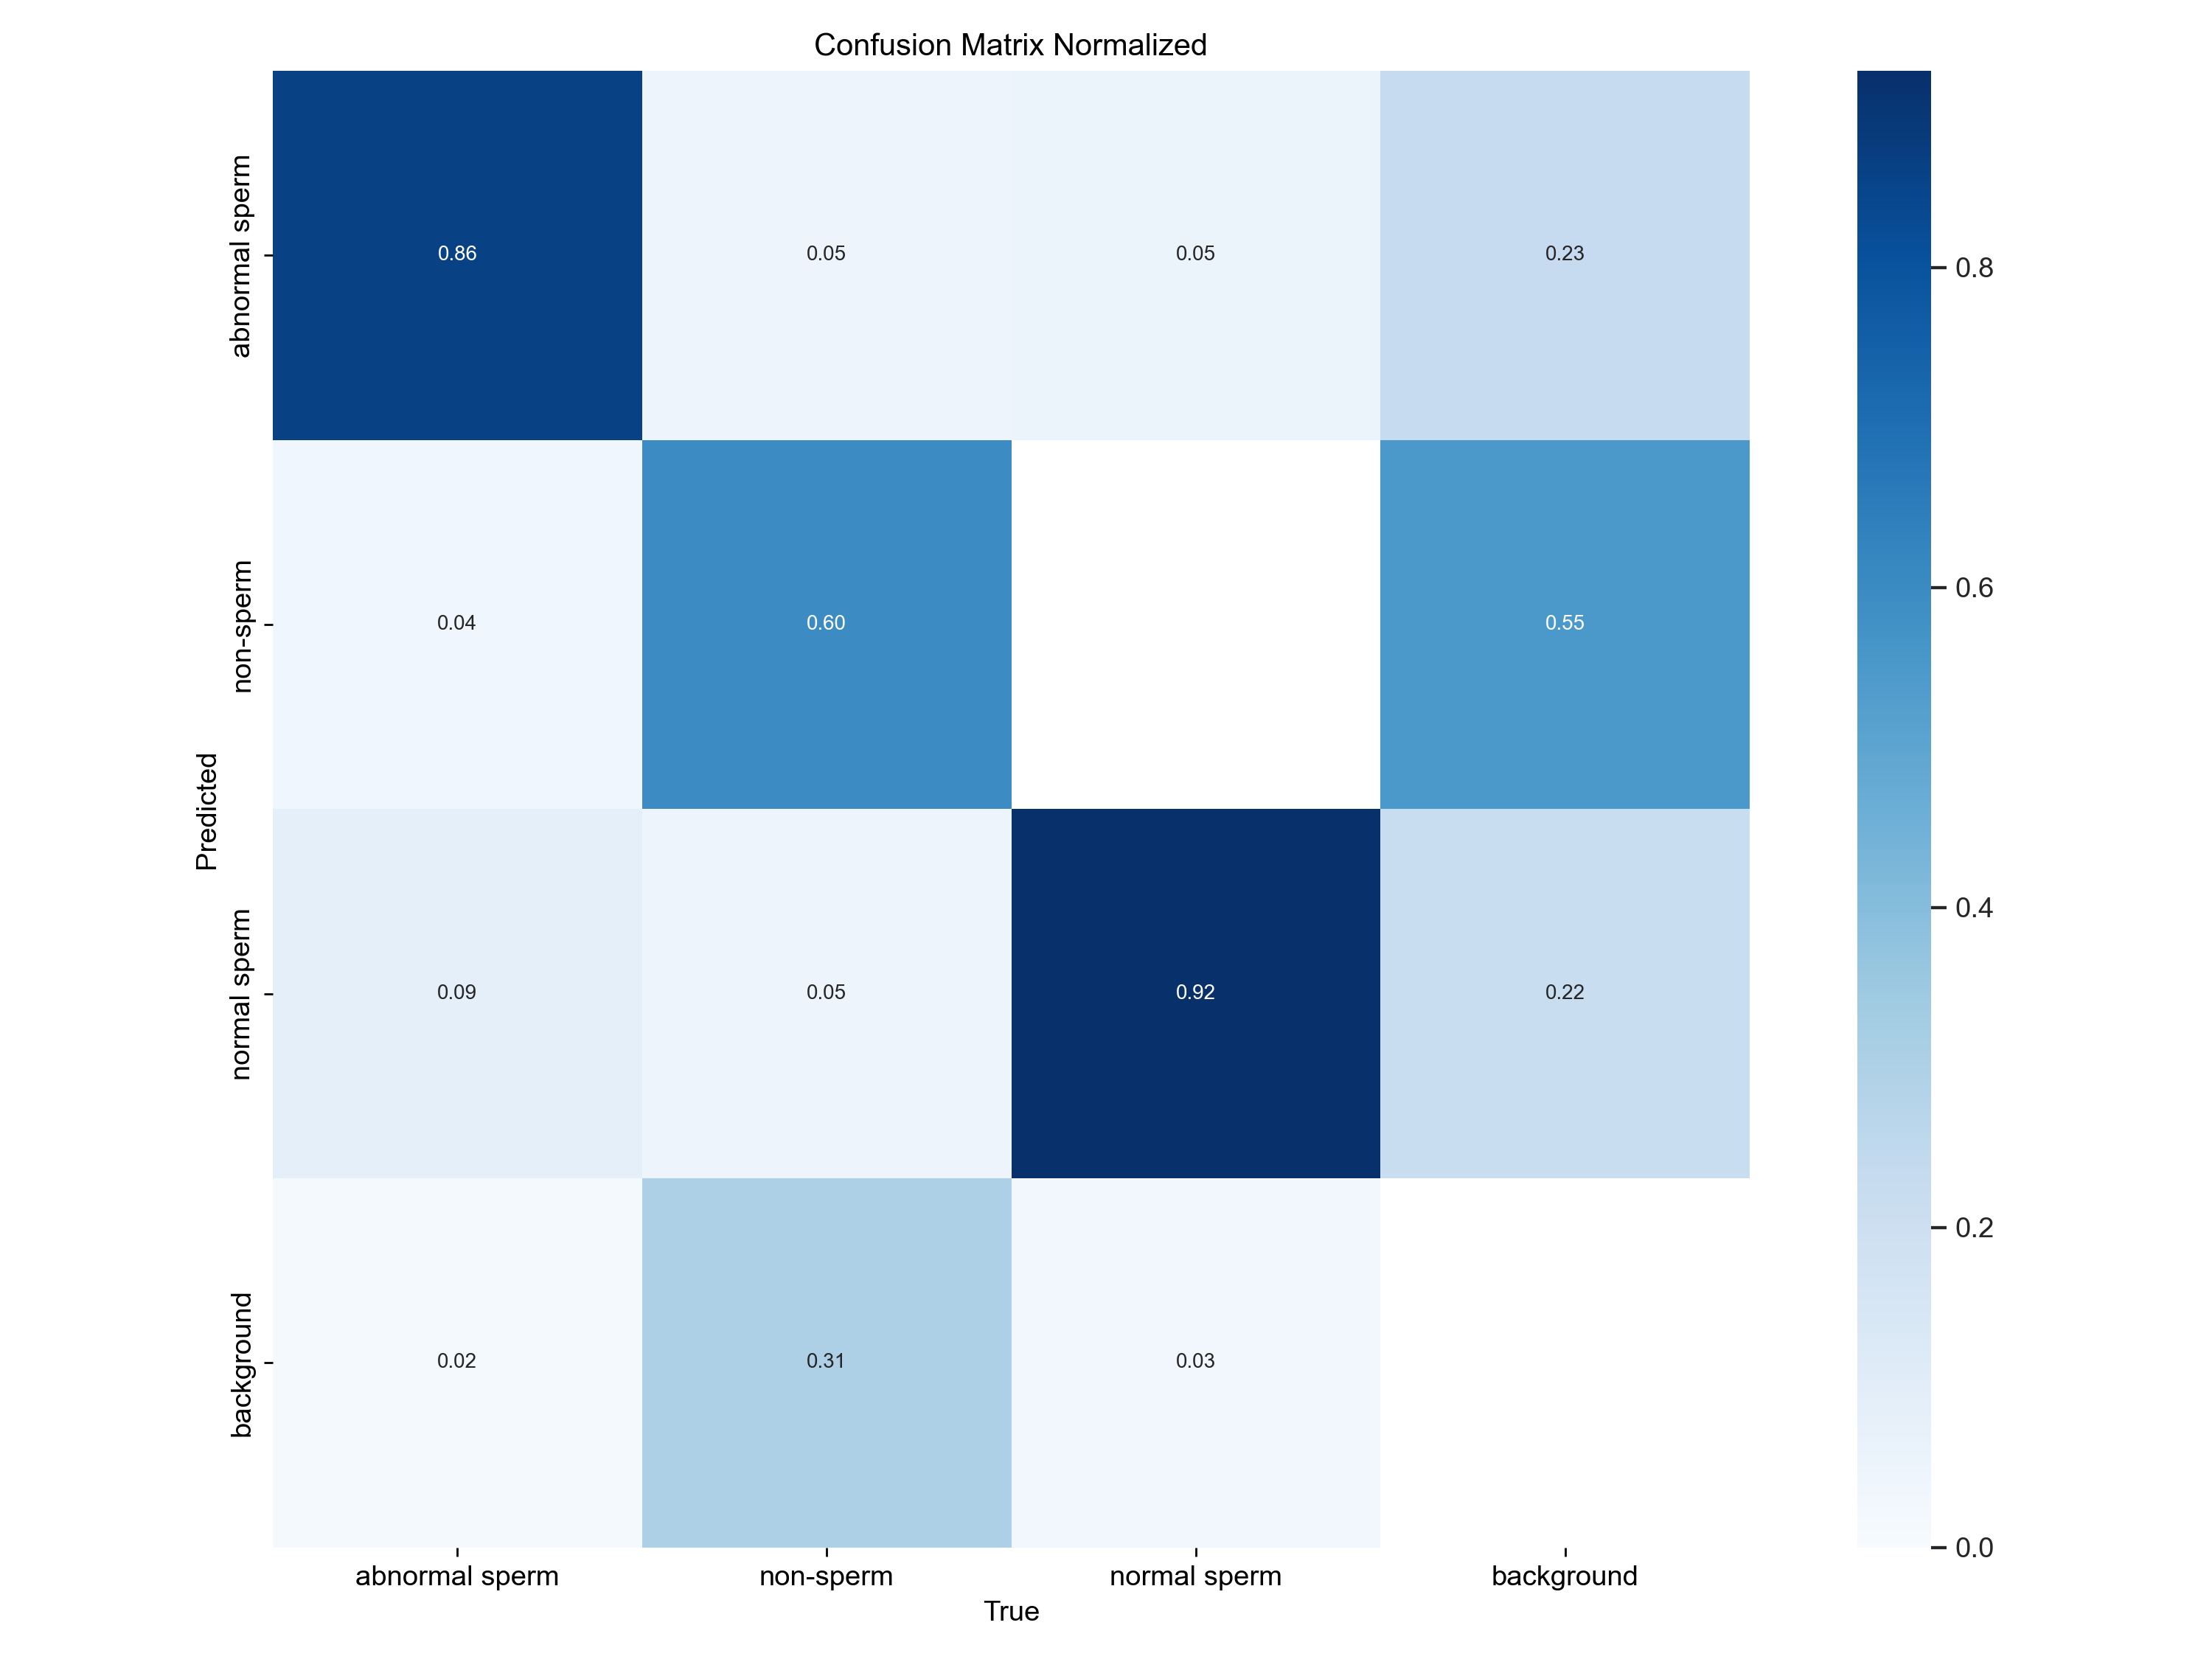 Confusion Matrix Normalized
abnormal sperm
0.86
0.05
0.05
0.23
0.8
non-sperm
0.04
0.60
0.55
0.6
Predicted
0.4
normal sperm
0.09
0.05
0.92
0.22
0.2
background
0.02
0.31
0.03
0.0
abnormal sperm
non-sperm
normal sperm
background
True